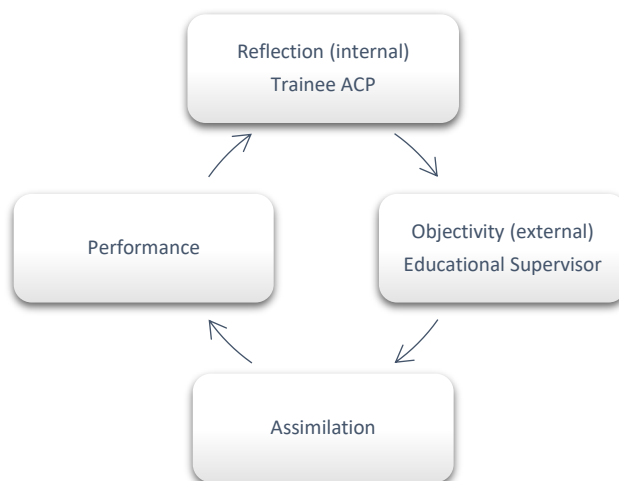 Reflection (internal)
Trainee ACP
Objectivity (external)
Educational Supervisor
Performance
Assimilation